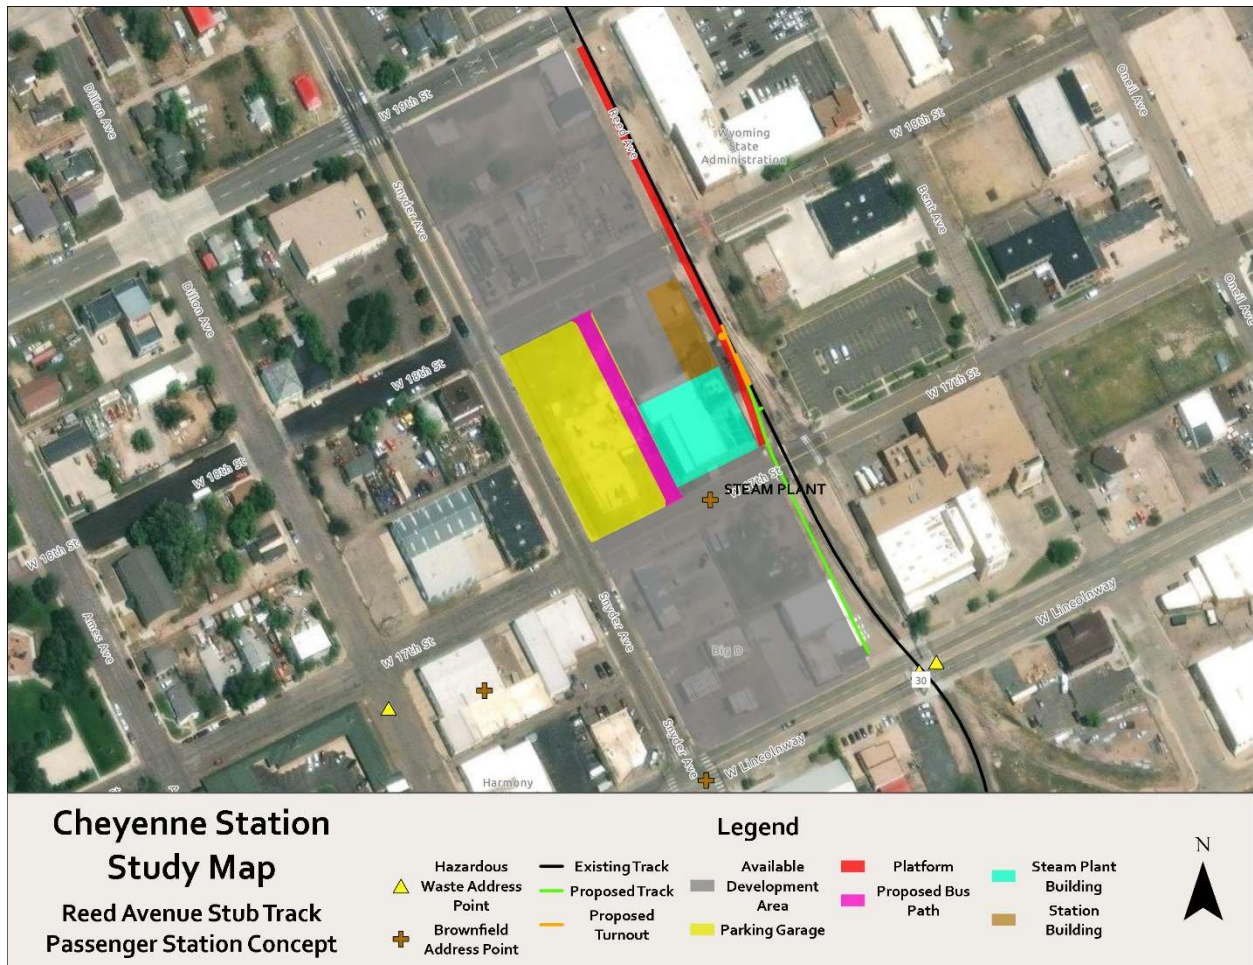 Dillon Ave
W 19th St
Reed Ave
Wyoming
State
Administration
W 18th St
Oneil Ave
Snyder Ave
Bent Ave
Dillon Ave
Oneil Ave
W 18th St
W 17th St
W 18th St
W 17th St
STEAM PLANT
W 18th St
Ames Ave
W 17th St
Snyder Ave
Big D
W Lincolnway
30
Snyder Ave
W Lincolnway
Harmony
Cheyenne Station
Study Map
Reed Avenue Stub Track
Passenger Station Concept
Legend
Hazardous
Waste Address
Point
Brownfield
Address Point
Existing Track
Proposed Track
Proposed
Turnout
Available
Development
Area
Parking Garage
Platform
Proposed Bus
Path
Steam Plant
Building
Station
Building
N